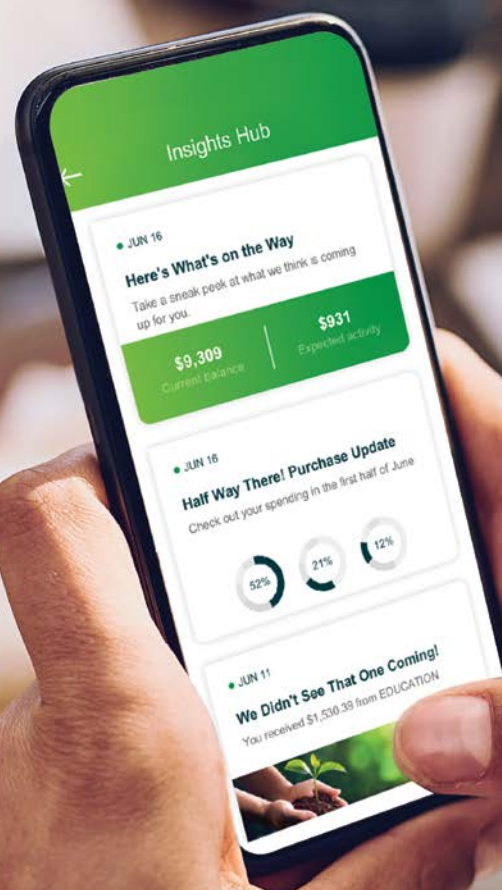 Insights Hub
JUN 16
Here's What's on the Way
Take a sneak peek at what we think is coming
up for you.
$9,309
Current balance
$931
Expected activity
JUN 16
Half Way There! Purchase Update
Check out your spending in the first half of June
52%
21%
12%
JUN 11
We Didn't See That One Coming!
You received $1,530.39 from EDUCATION